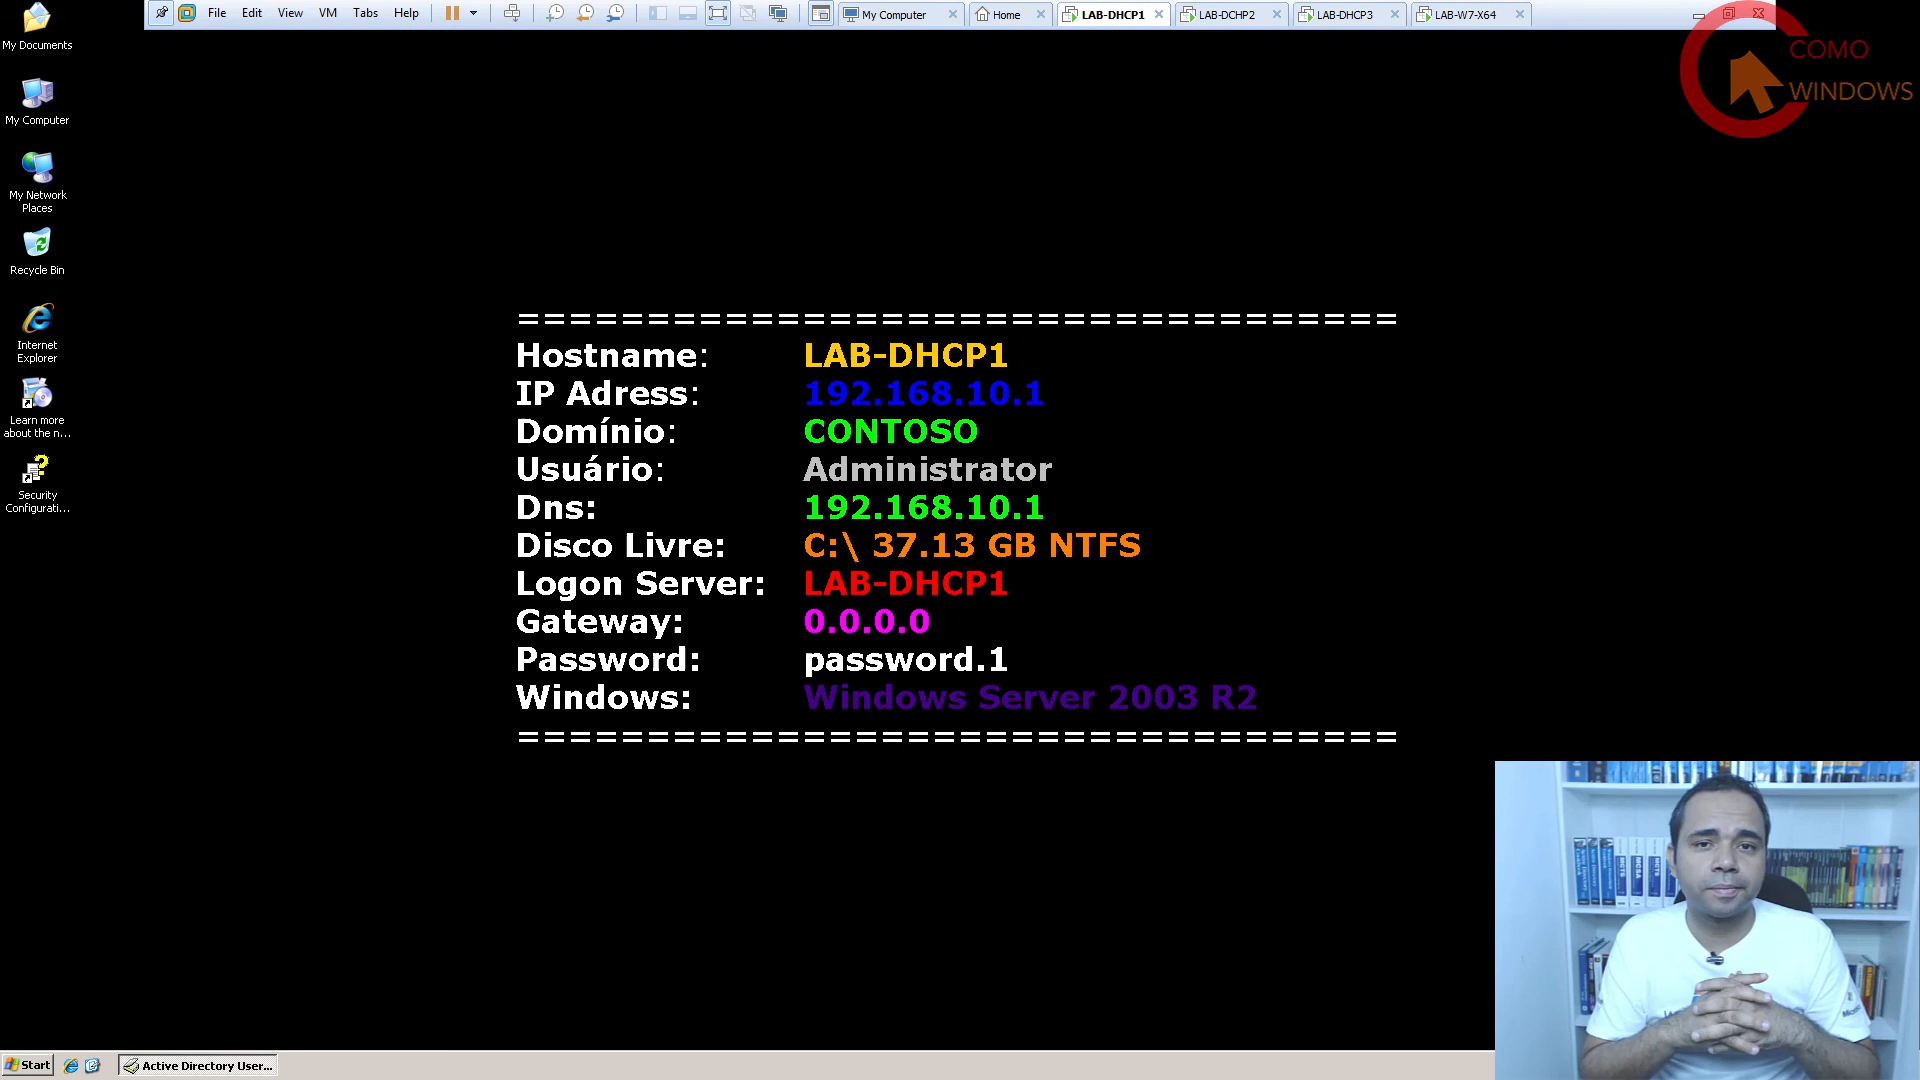 File Edit View VM Tabs Help My Computer Home LAB-DHCP1 LAB-DCHP2 LAB-DHCP3 LAB-W7-X64
COMO
WINDOWS
My Documents
My Computer
My Network
Places
Recycle Bin
Internet
Explorer
Learn more
about the n...
Security
Configurati...
===================================
Hostname: LAB-DHCP1
IP Adress: 192.168.10.1
Domínio: CONTOSO
Usuário: Administrator
Dns: 192.168.10.1
Disco Livre: C:\ 37.13 GB NTFS
Logon Server: LAB-DHCP1
Gateway: 0.0.0.0
Password: password.1
Windows: Windows Server 2003 R2
===================================
MCSA
MCTS
Start Active Directory User...